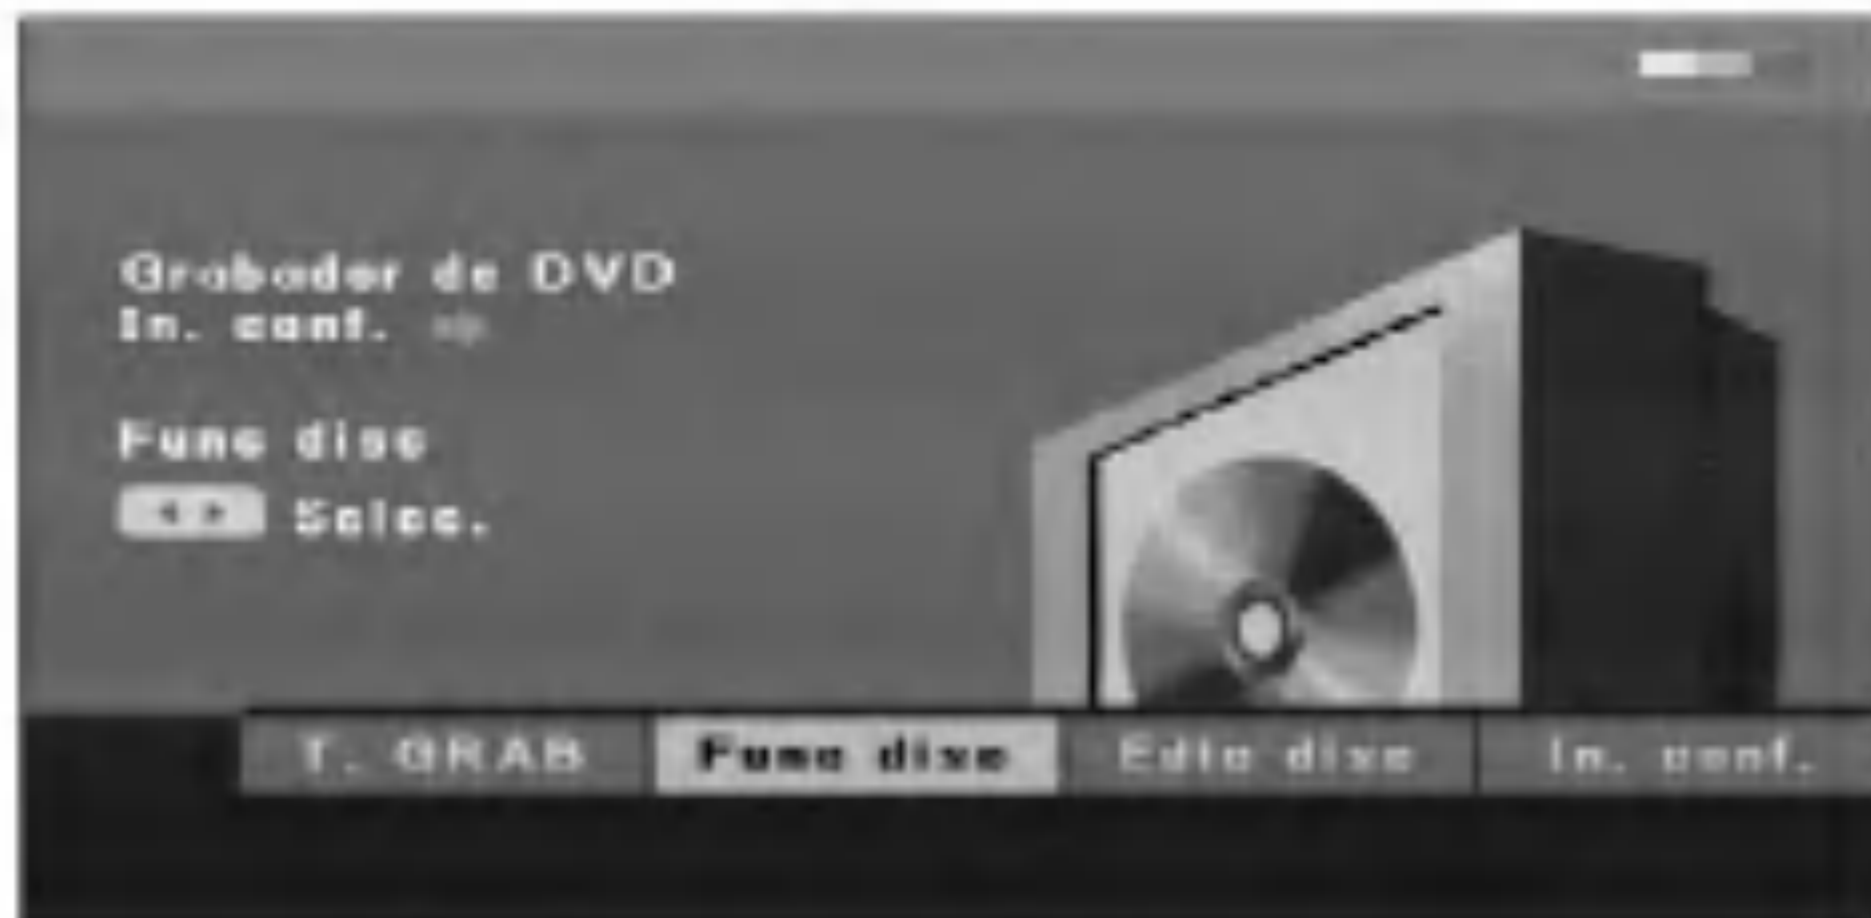 Grabador de DVD
In. conf.
Func disc
Selec.
T. GRAB Func disc Edic disc In. conf.